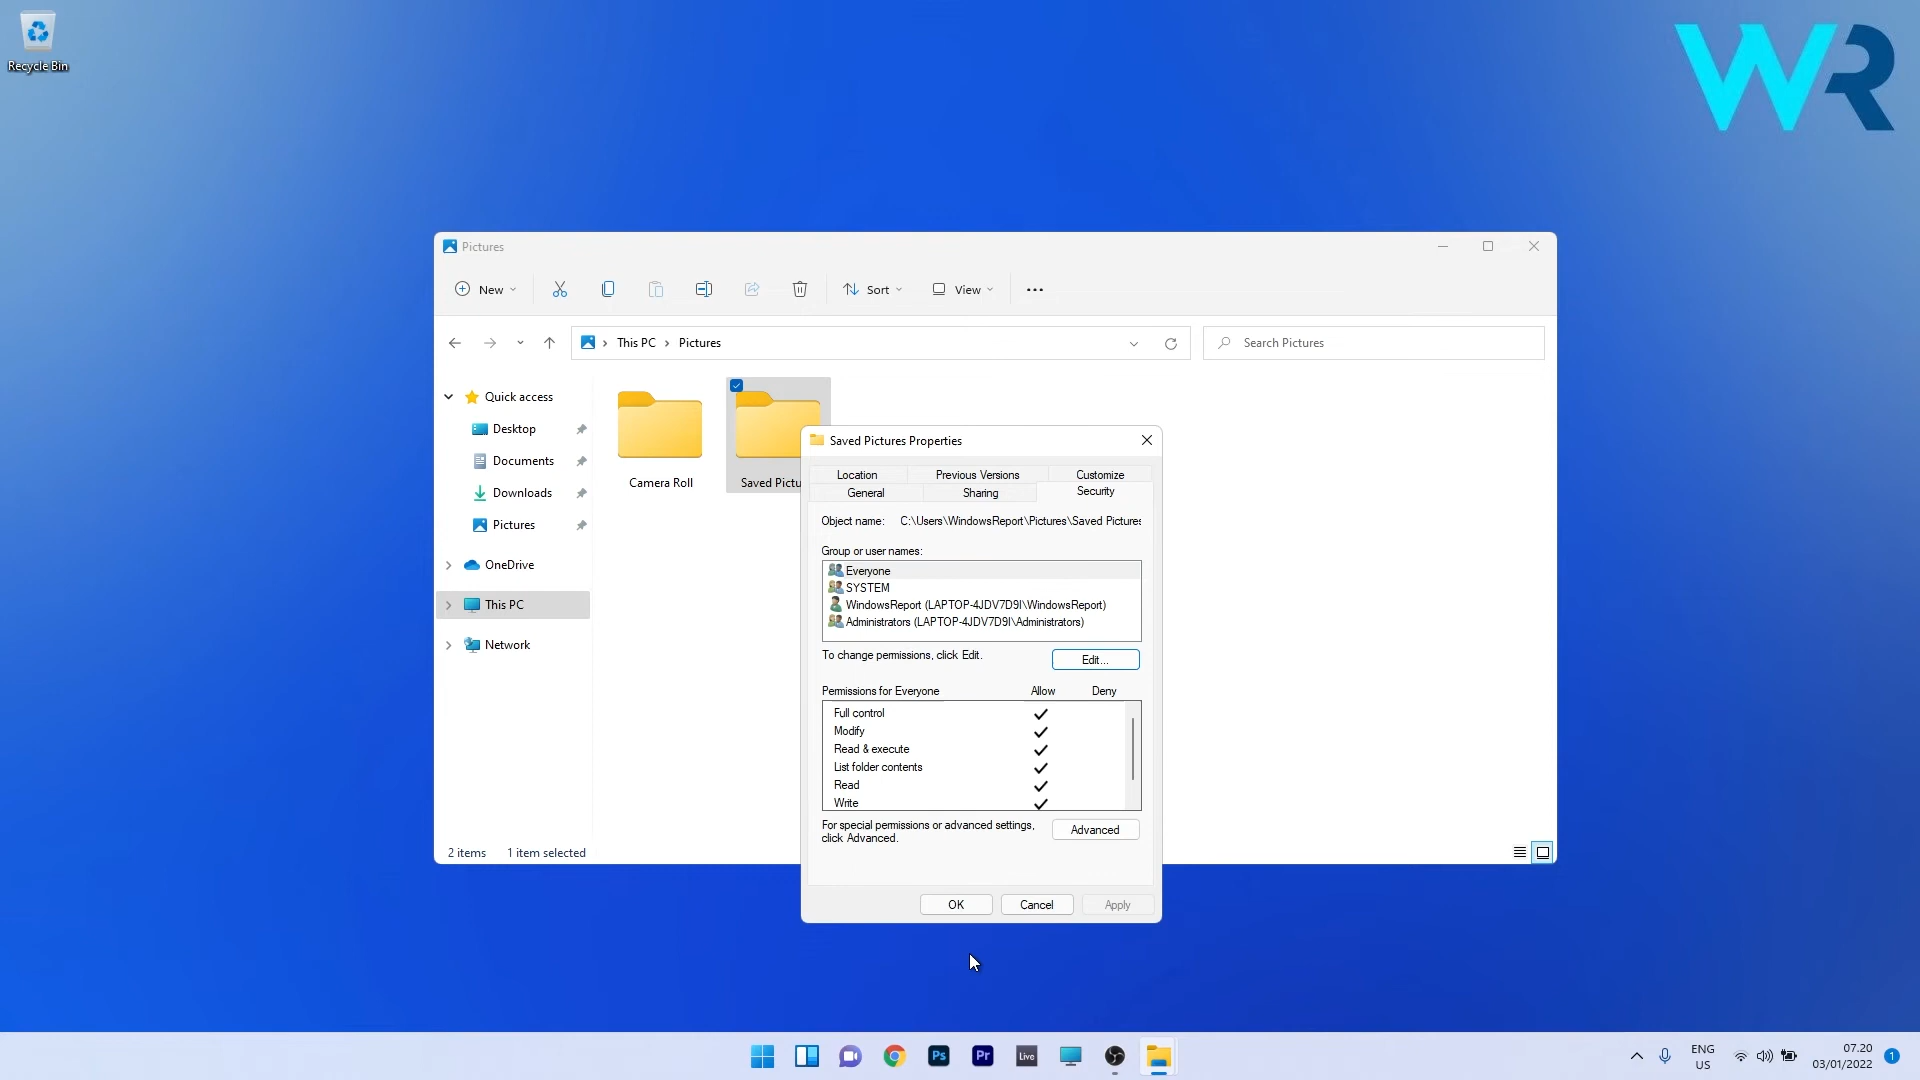 Recycle Bin
WR
Pictures
New
Sort
View
This PC
Pictures
Search Pictures
Quick access
Desktop
Documents
Downloads
Pictures
OneDrive
This PC
Network
Camera Roll
Saved Pictu
2 items
1 item selected
Saved Pictures Properties
Location
Previous Versions
Customize
General
Sharing
Security
Object name: C:\Users\WindowsReport\Pictures\Saved Pictures
Group or user names:
Everyone
SYSTEM
WindowsReport (LAPTOP-4JDV7D9I\WindowsReport)
Administrators (LAPTOP-4JDV7D9I\Administrators)
To change permissions, click Edit.
Edit...
Permissions for Everyone
Allow
Deny
Full control
Modify
Read & execute
List folder contents
Read
Write
For special permissions or advanced settings,
click Advanced.
Advanced
OK
Cancel
Apply
Ps
Pr
Live
ENG
US
07.20
03/01/2022
1